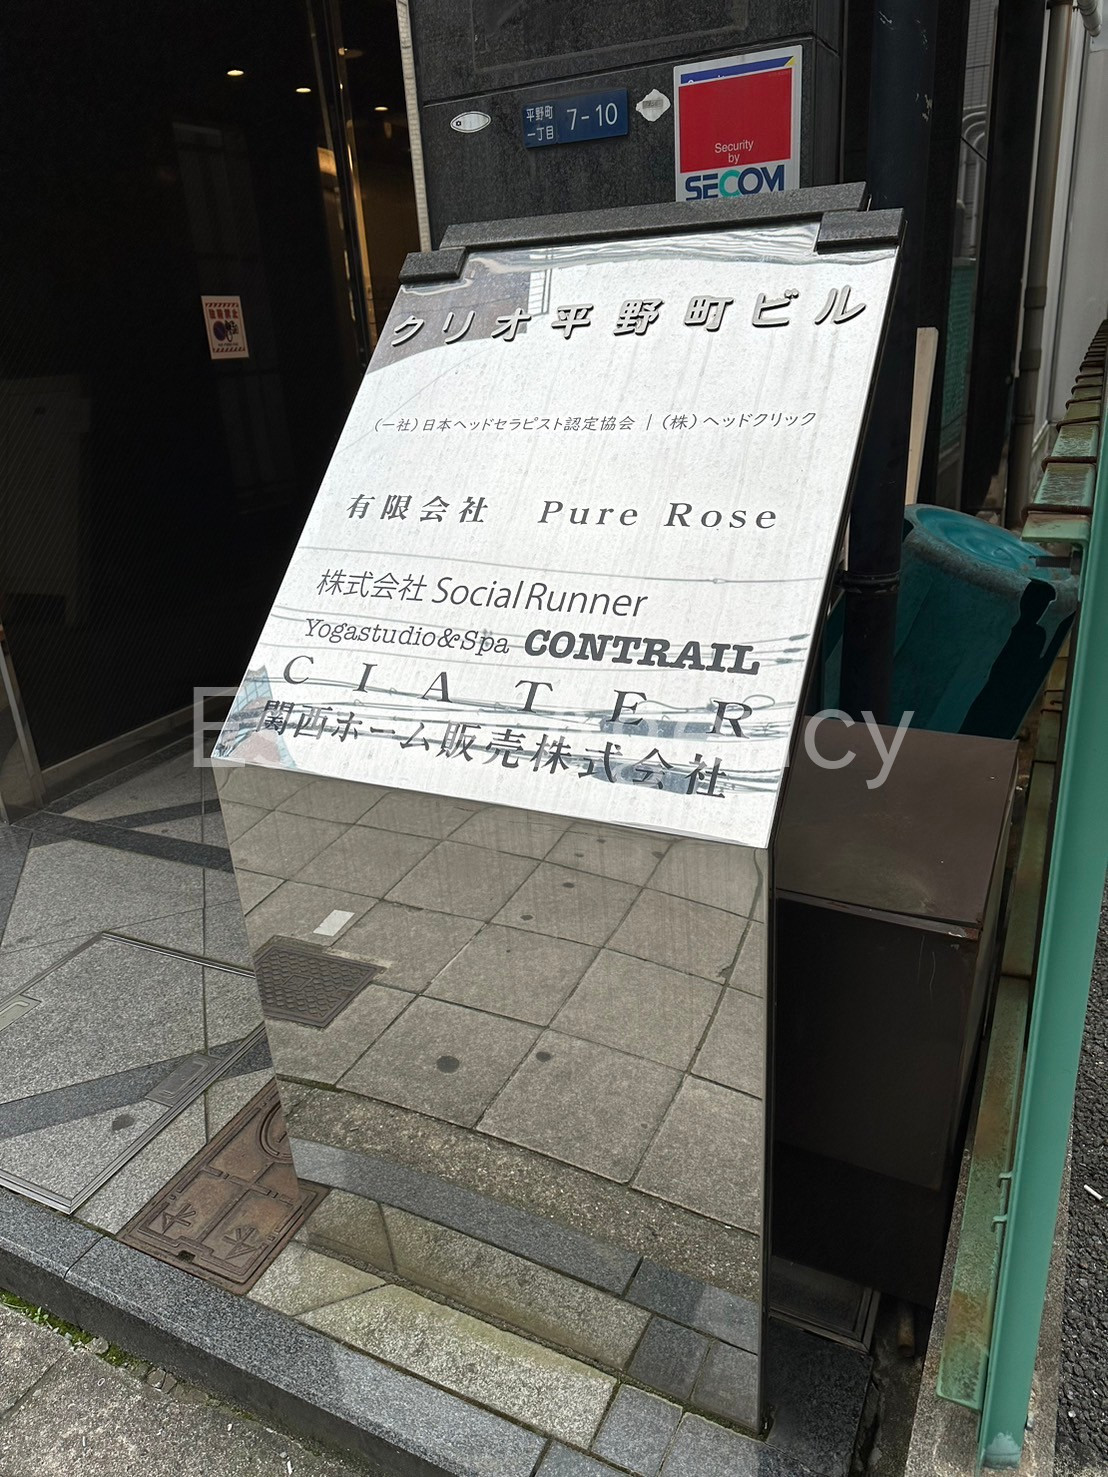 平野町
一丁目
7-10
Security
by
SECOM
クリオ平野町ビル
(一社)日本ヘッドセラピスト認定協会 | (株)ヘッドクリック
有限会社 Pure Rose
株式会社 Social Runner
Yogastudio&Spa CONTRAIL
CIATER
関西ホーム販売株式会社